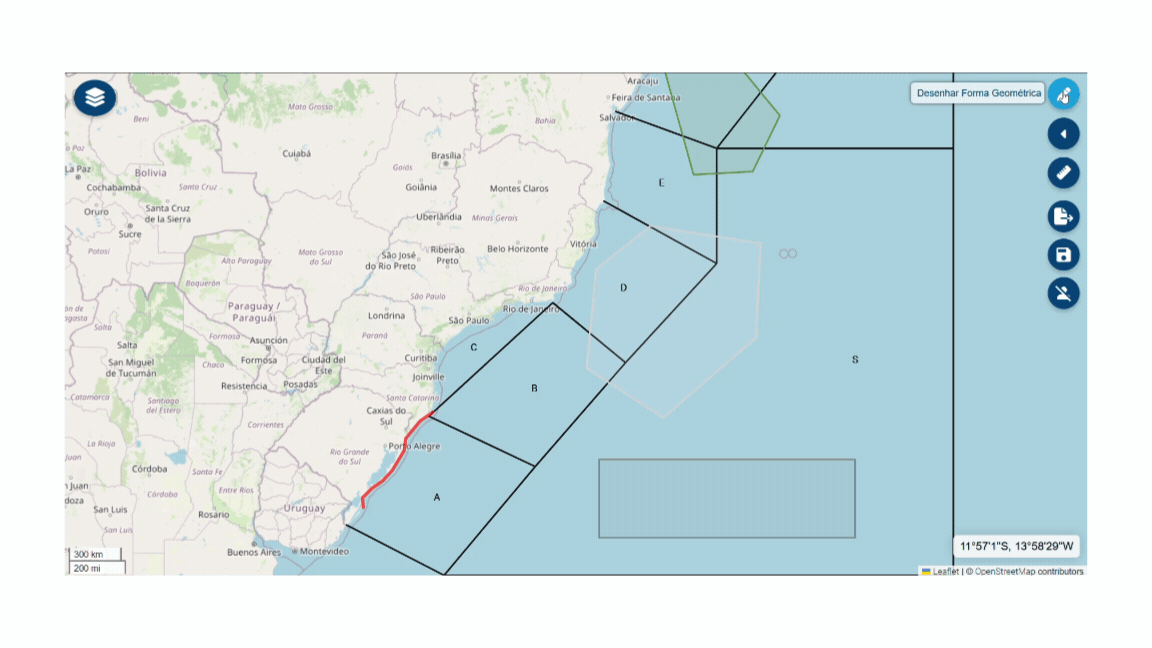 Aracaju
Feira de Santana
Salvador
Desenhar Forma Geométrica
Mato Grosso
Beni
Bahia
Cuiabá
Brasília
Goiás
La Paz
Bolivia
Cochabamba
Santa Cruz
Goiânia
Montes Claros
E
Oruro
Santa Cruz
de la Sierra
Uberlândia
Minas Gerais
Sucre
Potosí
Alto Paraguay
Mato Grosso
do Sul
São José
do Rio Preto
Ribeirão
Preto
Belo Horizonte
Vitória
Boquerón
D
Rio de Janeiro
São Paulo
Rio de Janeiro
Paraguay /
Paraguái
Londrina
São Paulo
Salta
Formosa
Paraná
Asunción
C
S
Salta
San Miguel
de Tucumán
Chaco
Formosa
Ciudad del
Este
Curitiba
Joinville
Resistencia
Posadas
B
Catamarca
Santiago
del Estero
Santa Catarina
Caxias do
Sul
Corrientes
La Rioja
Porto Alegre
Rio Grande
do Sul
Córdoba
Santa Fe
Juan
Córdoba
Entre Ríos
A
San Luis
Rosario
Uruguay
San Luis
Buenos Aires
Montevideo
300 km
200 mi
11°57'1"S, 13°58'29"W
Leaflet | © OpenStreetMap contributors